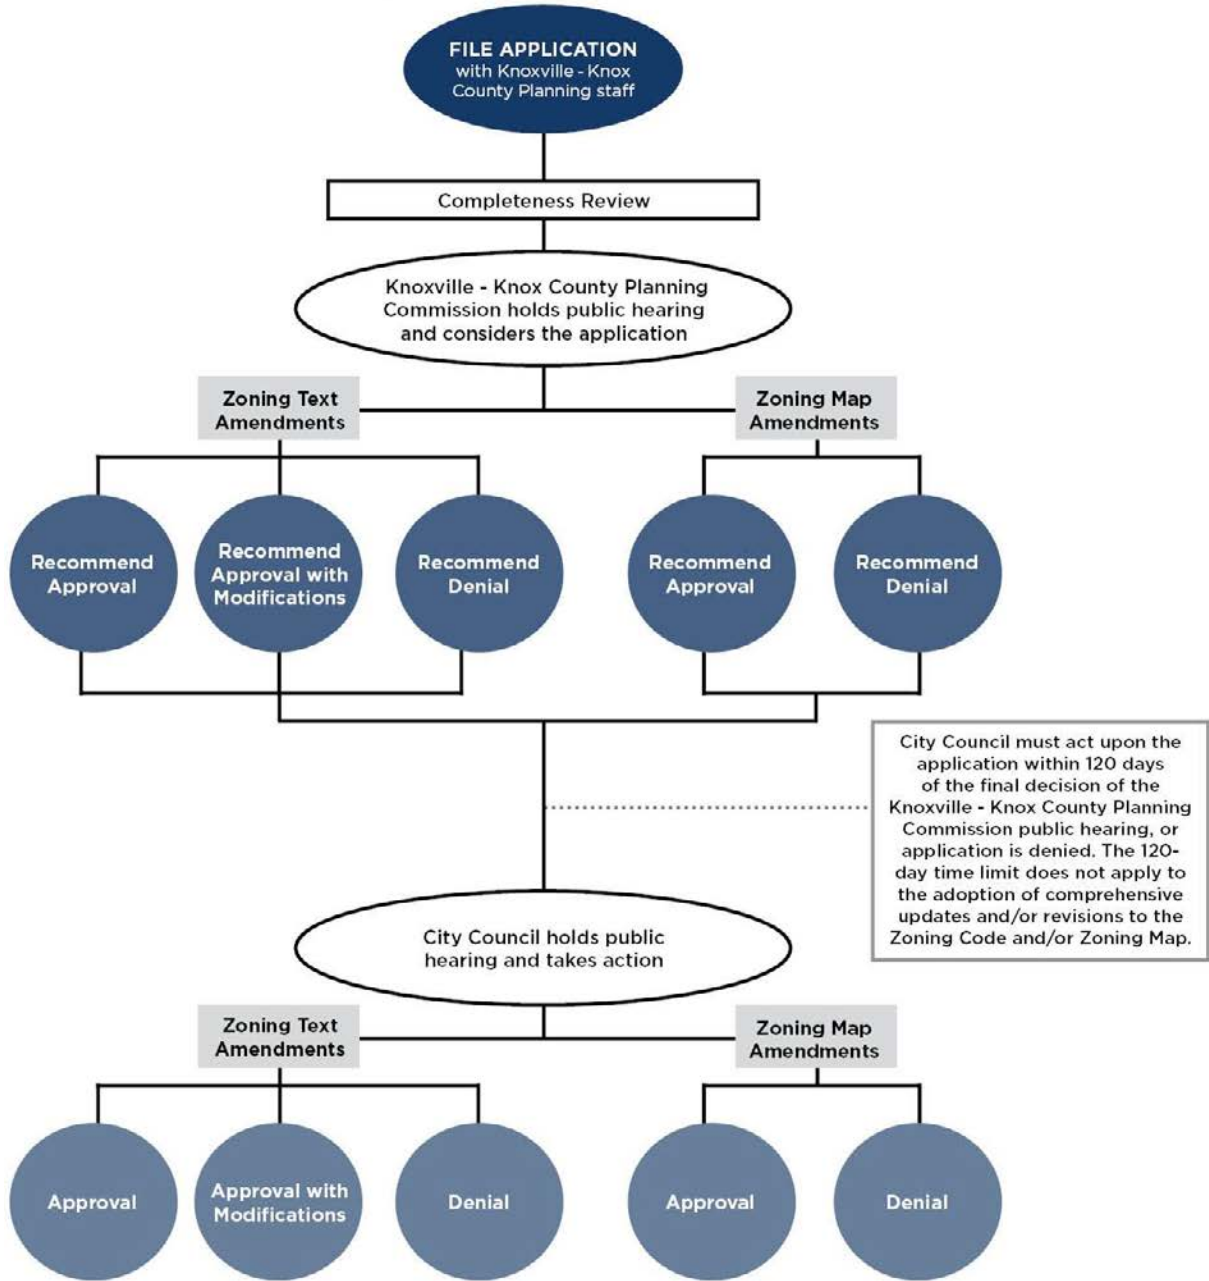 FILE APPLICATION
with Knoxville - Knox
County Planning staff
Completeness Review
Knoxville - Knox County Planning
Commission holds public hearing
and considers the application
Zoning Text
Amendments
Zoning Map
Amendments
Recommend
Approval
Recommend
Approval with
Modifications
Recommend
Denial
Recommend
Approval
Recommend
Denial
City Council must act upon the
application within 120 days
of the final decision of the
Knoxville - Knox County Planning
Commission public hearing, or
application is denied. The 120-
day time limit does not apply to
the adoption of comprehensive
updates and/or revisions to the
Zoning Code and/or Zoning Map.
City Council holds public
hearing and takes action
Zoning Text
Amendments
Zoning Map
Amendments
Approval
Approval with
Modifications
Denial
Approval
Denial